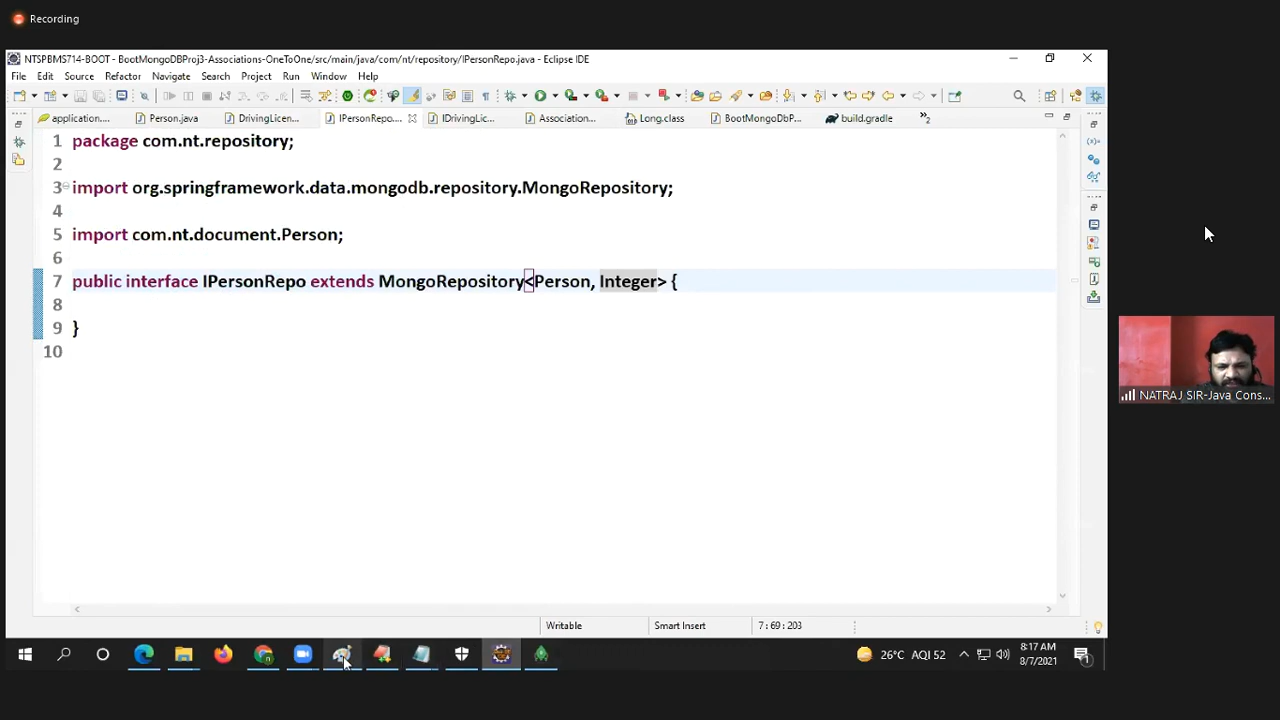 Recording
NTSPBMS714-BOOT - BootMongoDBProj3-Associations-OneToOne/src/main/java/com/nt/repository/IPersonRepo.java - Eclipse IDE
File Edit Source Refactor Navigate Search Project Run Window Help
application.... Person.java DrivingLicen... IPersonRepo.... IDrivingLic... Association... Long.class BootMongoDbP... build.gradle »2
1 package com.nt.repository;
2
3 import org.springframework.data.mongodb.repository.MongoRepository;
4
5 import com.nt.document.Person;
6
7 public interface IPersonRepo extends MongoRepository<Person, Integer> {
8
9 }
10
NATRAJ SIR-Java Cons...
Writable Smart Insert 7 : 69 : 203
26°C AQI 52
8:17 AM
8/7/2021
1